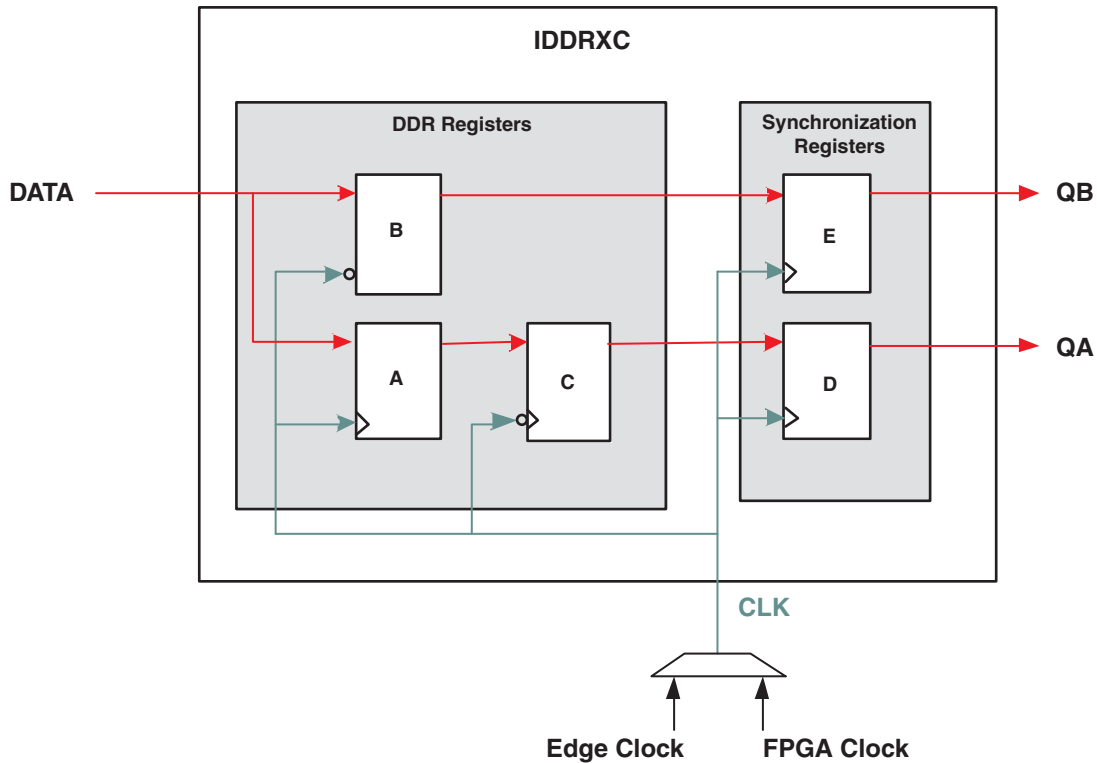 IDDRXC
DDR Registers
Synchronization
Registers
DATA
B
E
QB
A
C
D
QA
CLK
Edge Clock
FPGA Clock